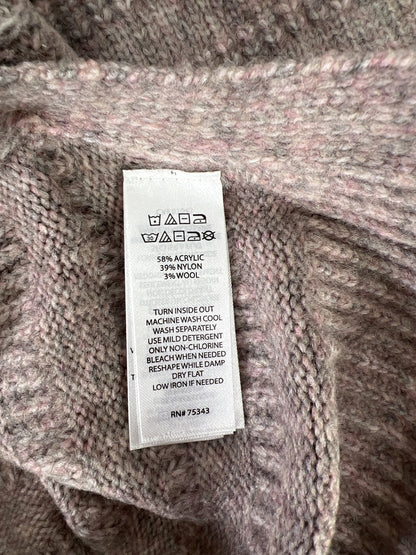 58% ACRYLIC
39% NYLON
3% WOOL
TURN INSIDE OUT
MACHINE WASH COOL
WASH SEPARATELY
USE MILD DETERGENT
ONLY NON-CHLORINE
BLEACH WHEN NEEDED
RESHAPE WHILE DAMP
DRY FLAT
LOW IRON IF NEEDED
RN# 75343